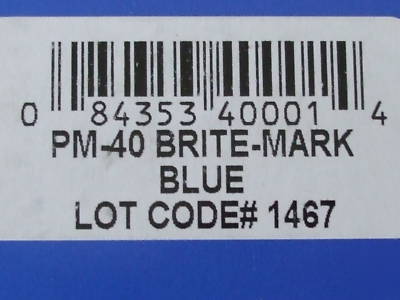 0 84353 40001 4
PM-40 BRITE-MARK
BLUE
LOT CODE# 1467